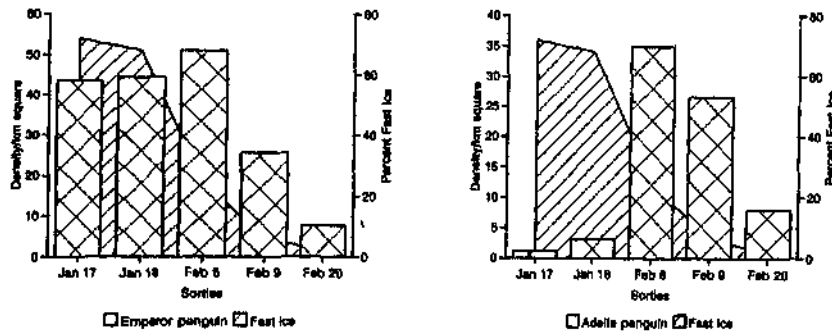 60
50
40
30
20
10
0
Density/km square
80
60
40
20
0
Percent Fast Ice
Jan 17 Jan 18 Feb 6 Feb 9 Feb 20
Sorties
Emperor penguin Fast ice
40
35
30
25
20
15
10
5
0
Density/km square
80
60
40
20
0
Percent Fast Ice
Jan 17 Jan 18 Feb 6 Feb 9 Feb 20
Sorties
Adelie penguin Fast ice